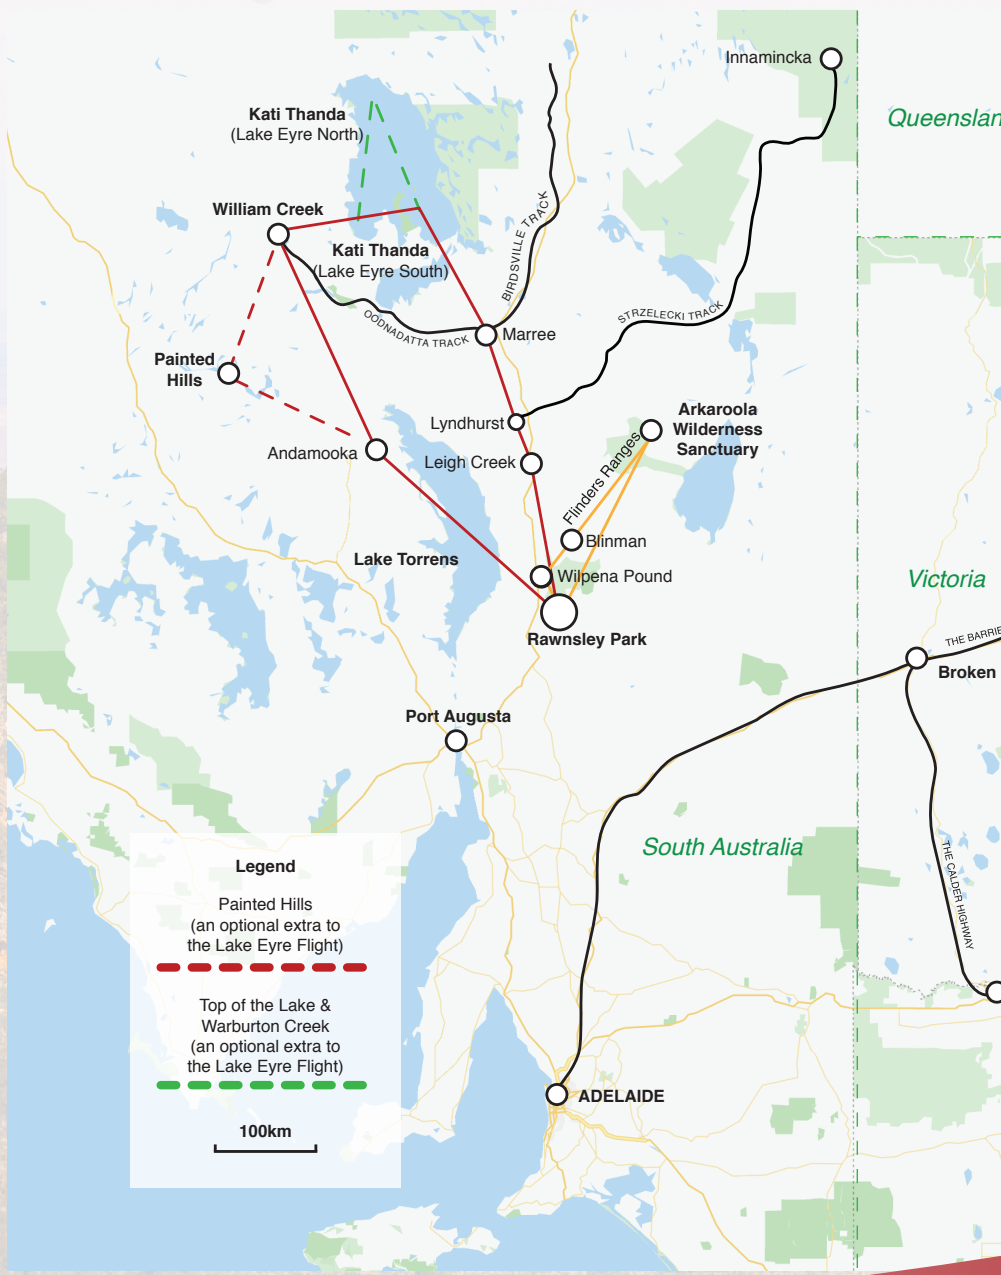 Innamincka
Queenslan
Kati Thanda
(Lake Eyre North)
William Creek
Kati Thanda
(Lake Eyre South)
BIRDSVILLE TRACK
OODNADATTA TRACK
STRZELECKI TRACK
Marree
Painted
Hills
Lyndhurst
Arkaroola
Wilderness
Sanctuary
Andamooka
Leigh Creek
Flinders Ranges
Blinman
Lake Torrens
Wilpena Pound
Victoria
Rawnsley Park
THE BARRIE
Broken
Port Augusta
South Australia
THE CALDER HIGHWAY
Legend
Painted Hills
(an optional extra to
the Lake Eyre Flight)
Top of the Lake &
Warburton Creek
(an optional extra to
the Lake Eyre Flight)
100km
ADELAIDE